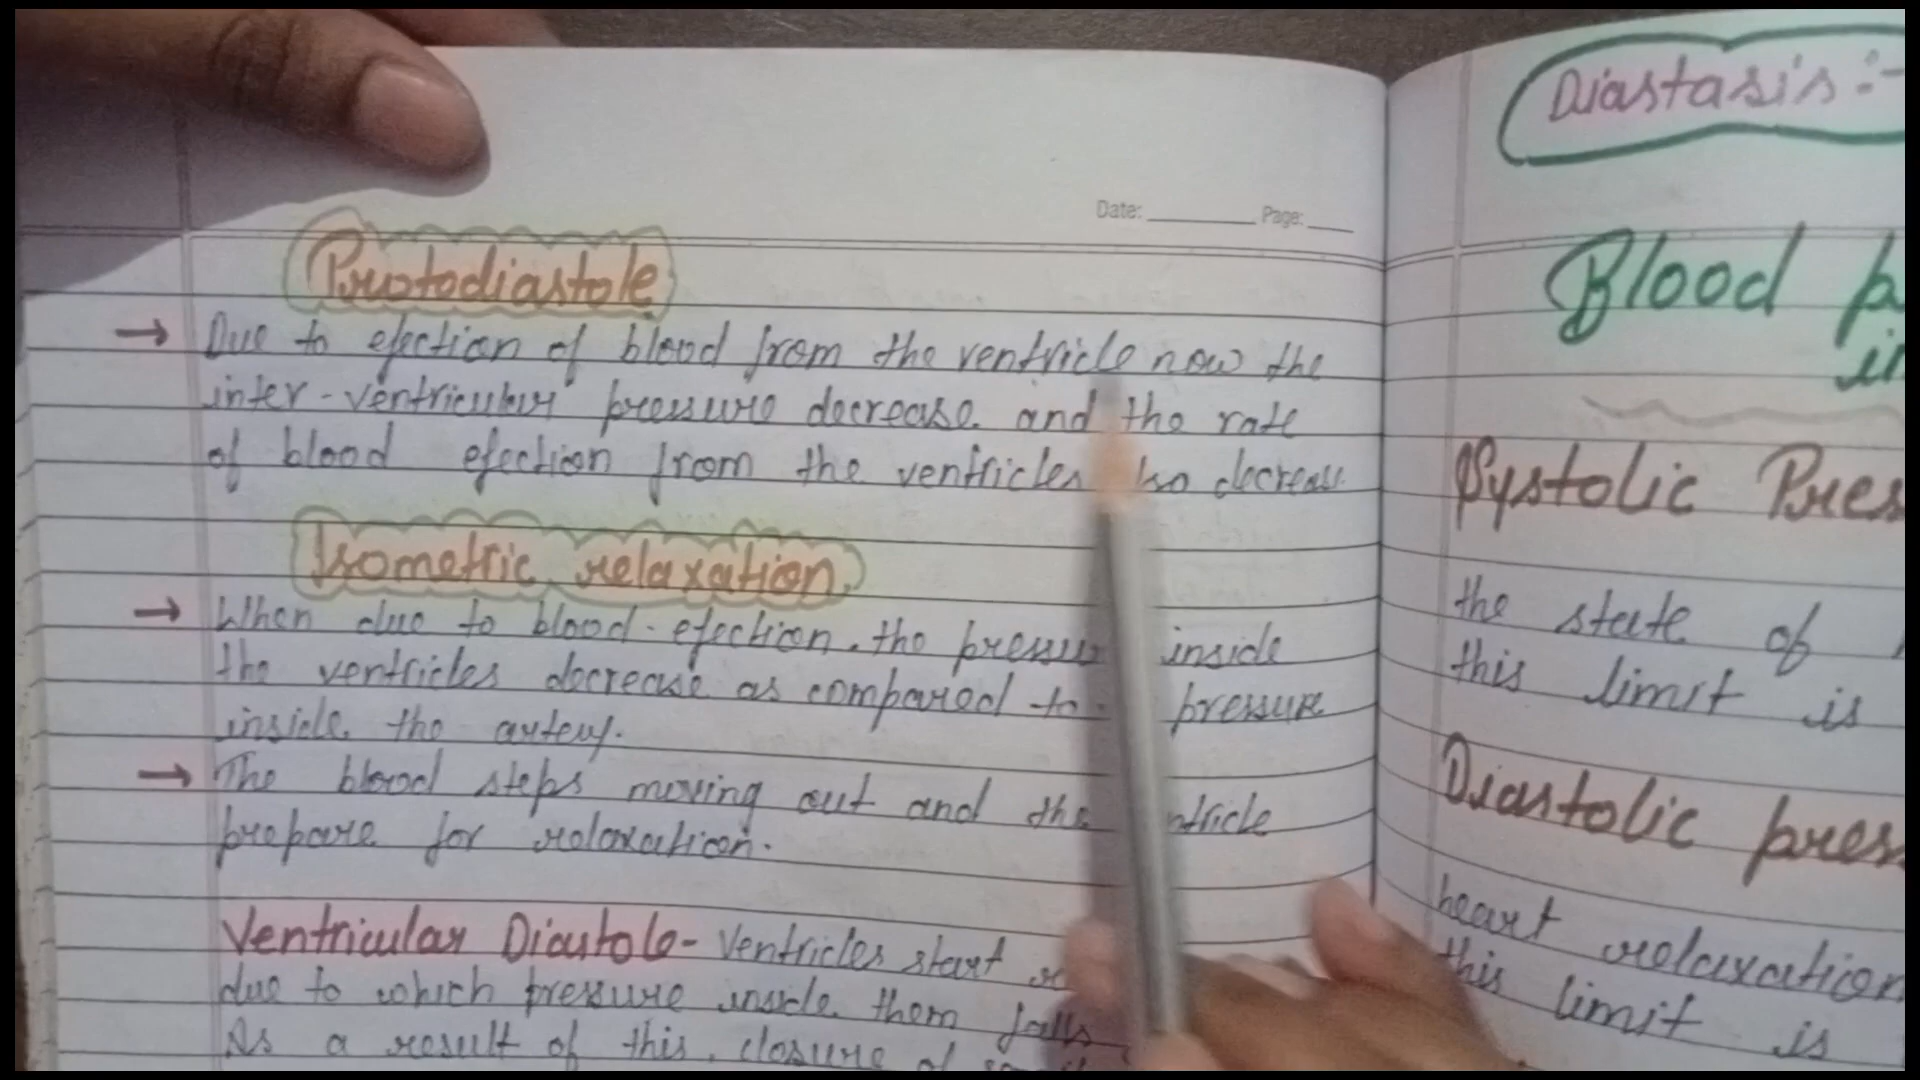 Date: Page:
Protodiastole
→ Due to ejection of blood from the ventricle now the
inter-ventricular pressure decrease and the rate
of blood ejection from the ventricles decrease
Isometric relaxation.
→ When due to blood-ejection, the pressure inside
the ventricles decrease as compared to pressure
inside the artery.
→ The blood stops moving out and the
prepare for relaxation.
Ventricular Diastole- Ventricles start
due to which pressure inside them falls
As a result of this, closure of
Diastasis:-
Blood
Systolic
the state of
this limit is
Diastolic
heart relaxation
this limit is